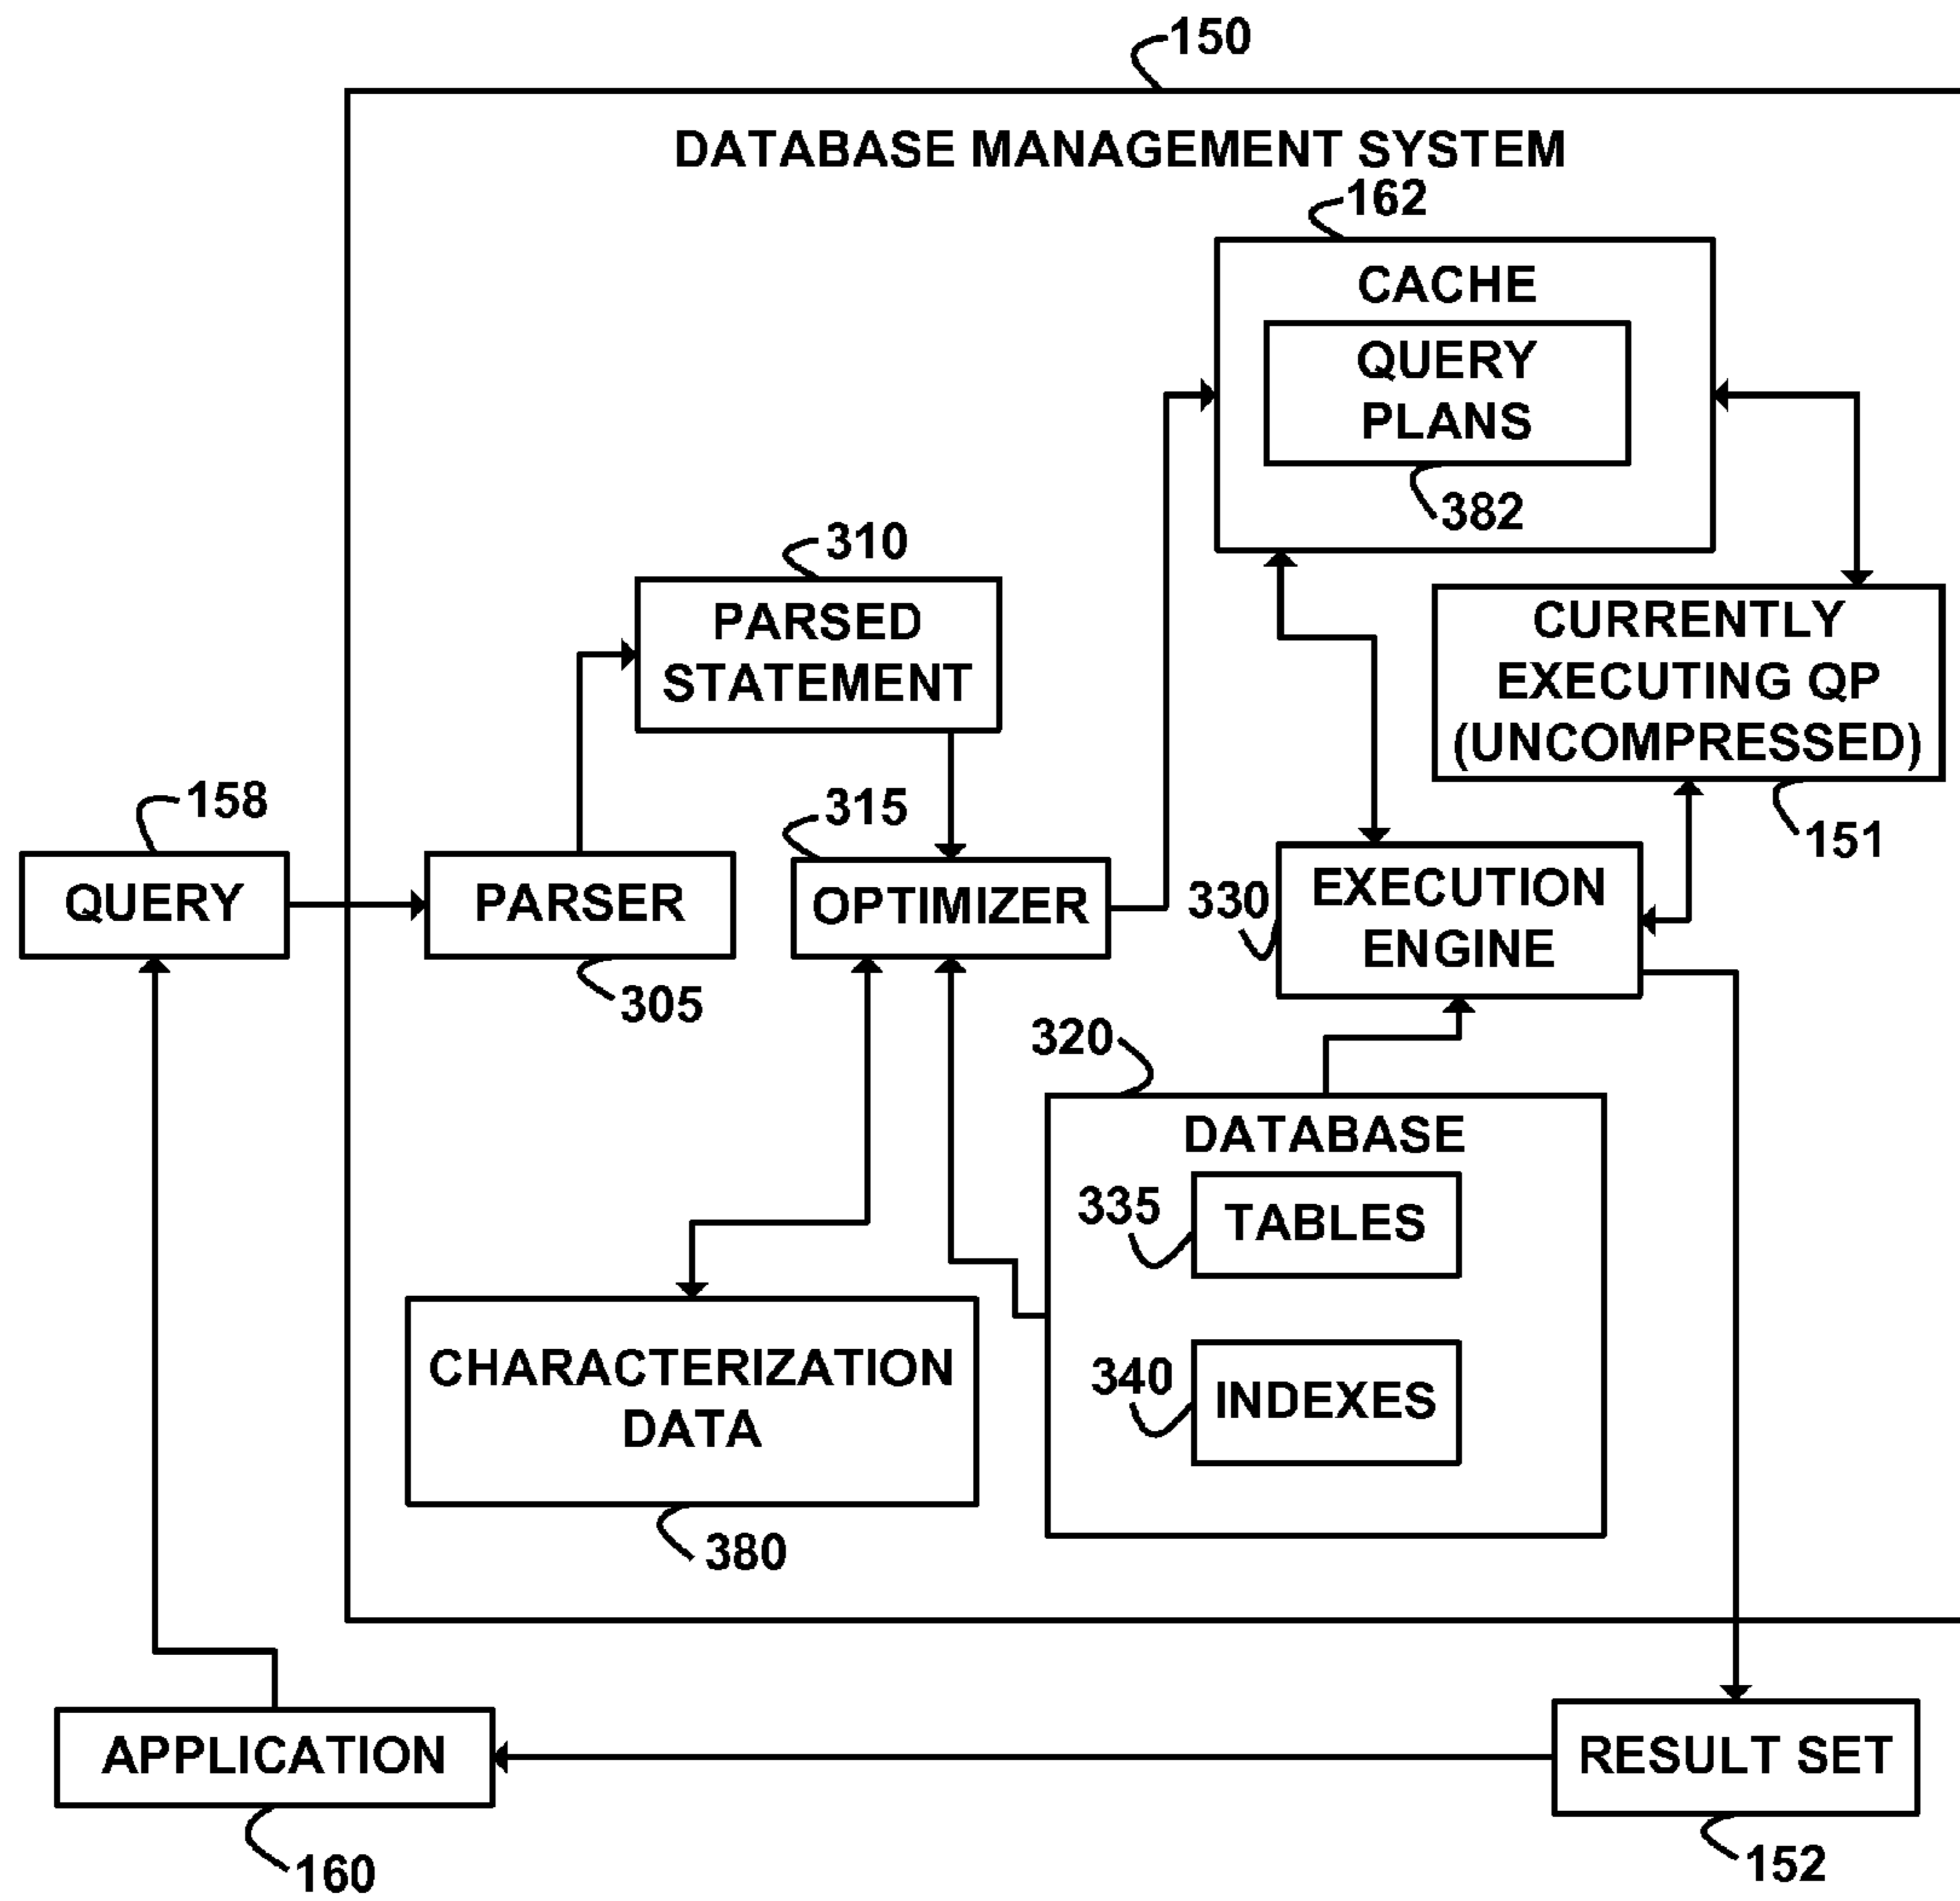 150
DATABASE MANAGEMENT SYSTEM
162
CACHE
QUERY
PLANS
382
310
PARSED
STATEMENT
CURRENTLY
EXECUTING QP
(UNCOMPRESSED)
151
158
QUERY
PARSER
305
315
OPTIMIZER
330
EXECUTION
ENGINE
320
DATABASE
335
TABLES
340
INDEXES
CHARACTERIZATION
DATA
380
APPLICATION
160
RESULT SET
152